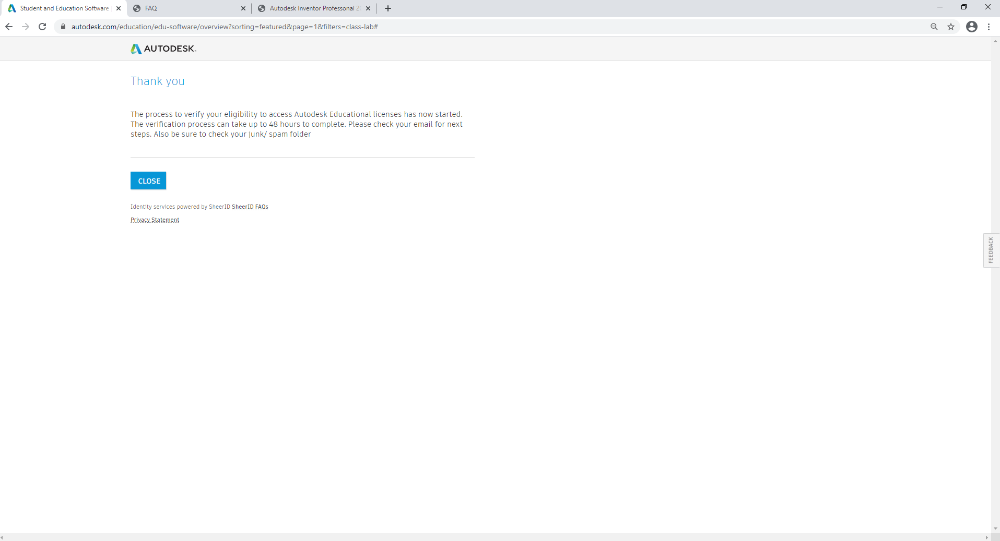 Student and Education Software
FAQ
Autodesk Inventor Professonal 20
autodesk.com/education/edu-software/overview?sorting=featured&page=1&filters=class-lab#
AUTODESK.
Thank you
The process to verify your eligibility to access Autodesk Educational licenses has now started.
The verification process can take up to 48 hours to complete. Please check your email for next
steps. Also be sure to check your junk/ spam folder
CLOSE
Identity services powered by SheerID SheerID FAQs
Privacy Statement
FEEDBACK